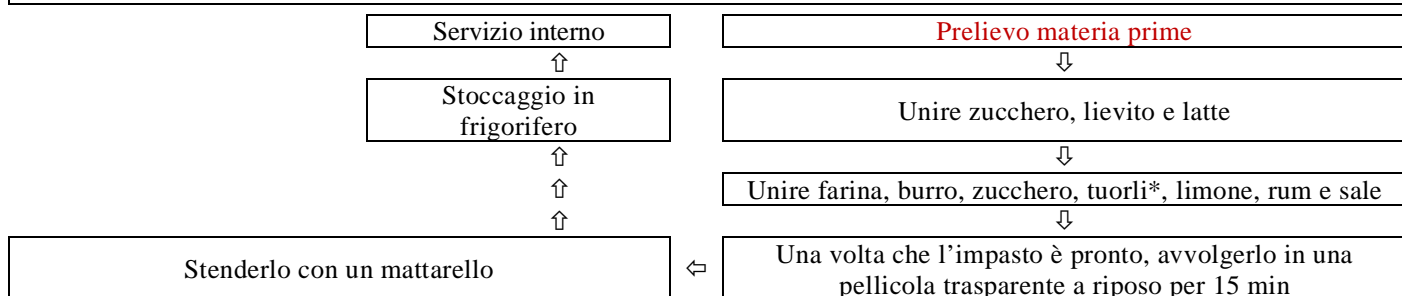 Servizio interno
Prelievo materia prime
⇧
⇩
Stoccaggio in
frigorifero
Unire zucchero, lievito e latte
⇧
⇩
⇧
Unire farina, burro, zucchero, tuorli*, limone, rum e sale
⇧
⇩
Stenderlo con un mattarello
⇦
Una volta che l’impasto è pronto, avvolgerlo in una
pellicola trasparente a riposo per 15 min